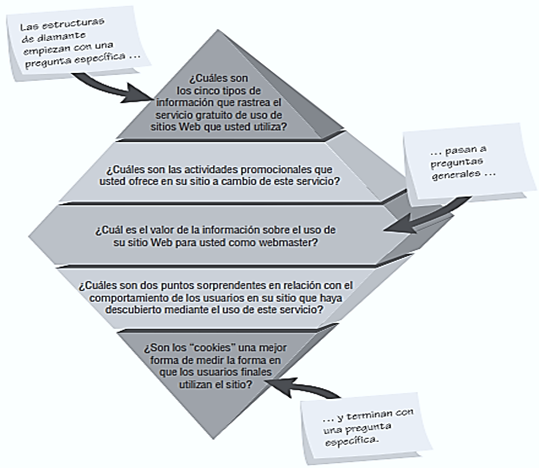 Las estructuras
de diamante
empiezan con una
pregunta específica ...
¿Cuáles son
los cinco tipos de
información que rastrea el
servicio gratuito de uso de
sitios Web que usted utiliza?
¿Cuáles son las actividades promocionales que
usted ofrece en su sitio a cambio de este servicio?
... pasan a
preguntas
generales ...
¿Cuál es el valor de la información sobre el uso de
su sitio Web para usted como webmaster?
¿Cuáles son dos puntos sorprendentes en relación con el
comportamiento de los usuarios en su sitio que haya
descubierto mediante el uso de este servicio?
¿Son los “cookies” una mejor
forma de medir la forma en
que los usuarios finales
utilizan el sitio?
... y terminan con
una pregunta
específica.